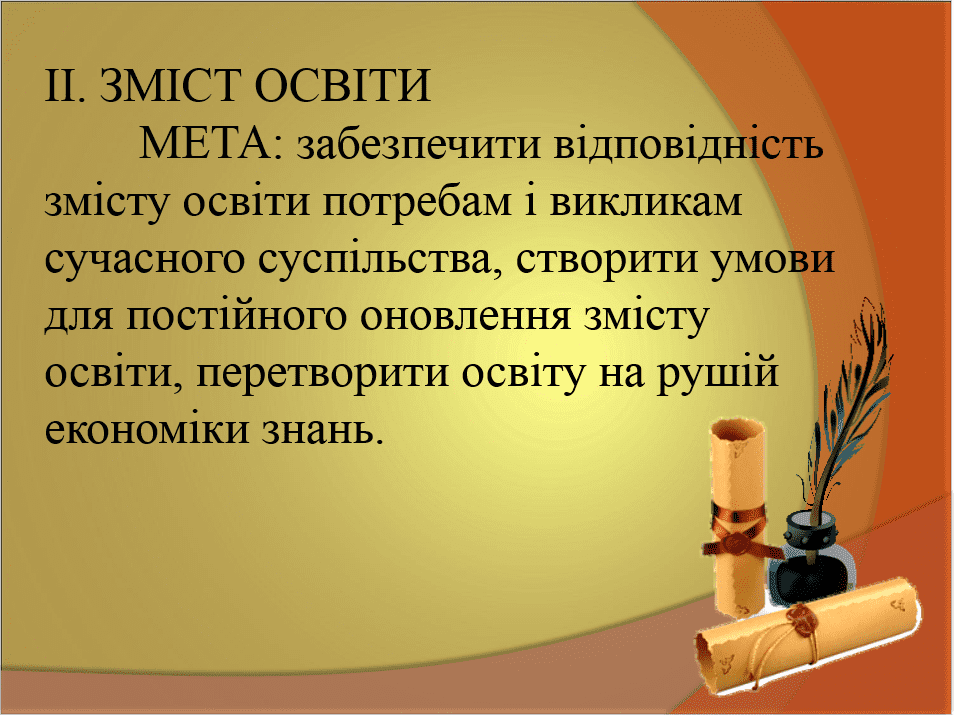 ІІ. ЗМІСТ ОСВІТИ
МЕТА: забезпечити відповідність
змісту освіти потребам і викликам
сучасного суспільства, створити умови
для постійного оновлення змісту
освіти, перетворити освіту на рушій
економіки знань.